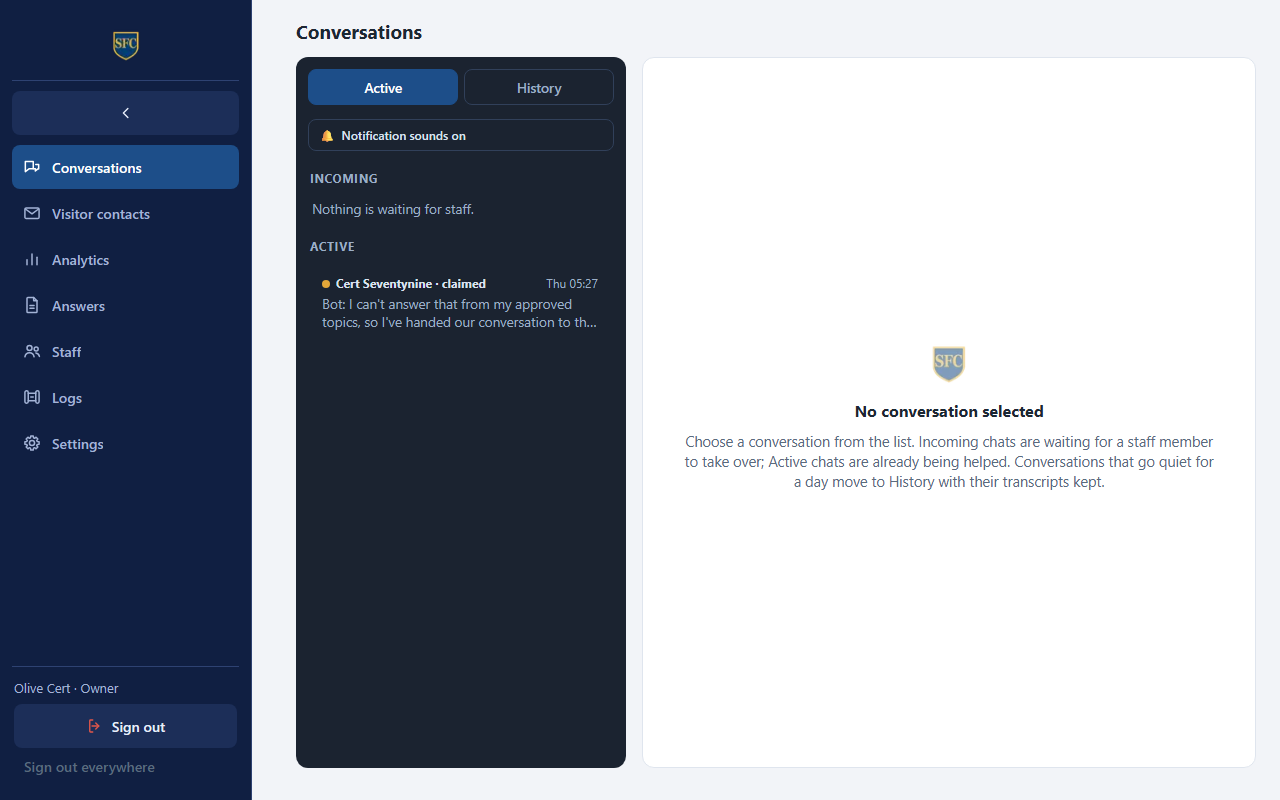 SFC
Conversations
Visitor contacts
Analytics
Answers
Staff
Logs
Settings
Olive Cert · Owner
Sign out
Sign out everywhere
Conversations
Active
History
Notification sounds on
INCOMING
Nothing is waiting for staff.
ACTIVE
Cert Seventynine · claimed
Thu 05:27
Bot: I can't answer that from my approved
topics, so I've handed our conversation to th...
SFC
No conversation selected
Choose a conversation from the list. Incoming chats are waiting for a staff member
to take over; Active chats are already being helped. Conversations that go quiet for
a day move to History with their transcripts kept.